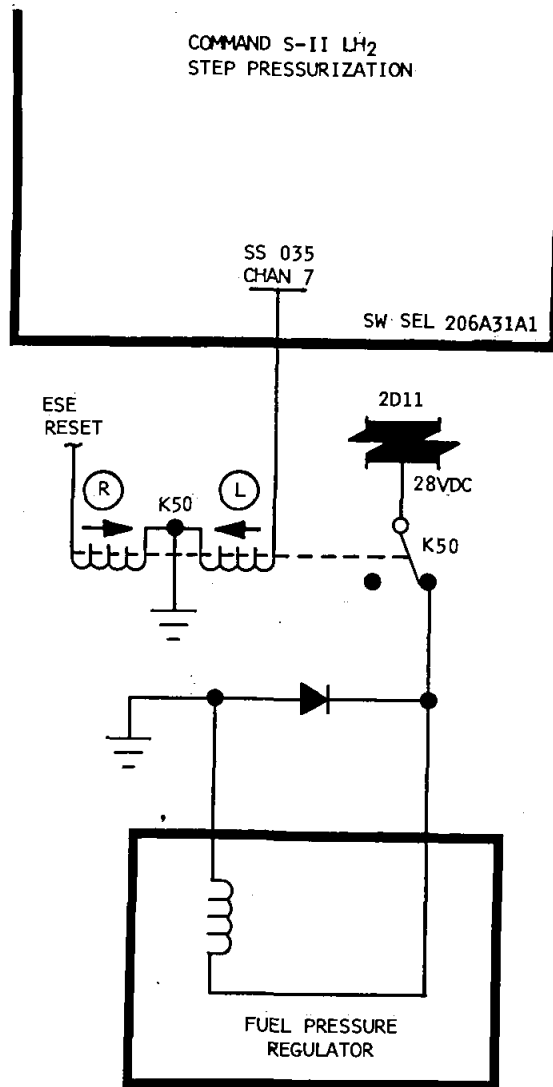 COMMAND S-II LH2
STEP PRESSURIZATION
SS 035
CHAN 7
SW SEL 206A31A1
ESE
RESET
2D11
28VDC
R
L
K50
K50
FUEL PRESSURE
REGULATOR